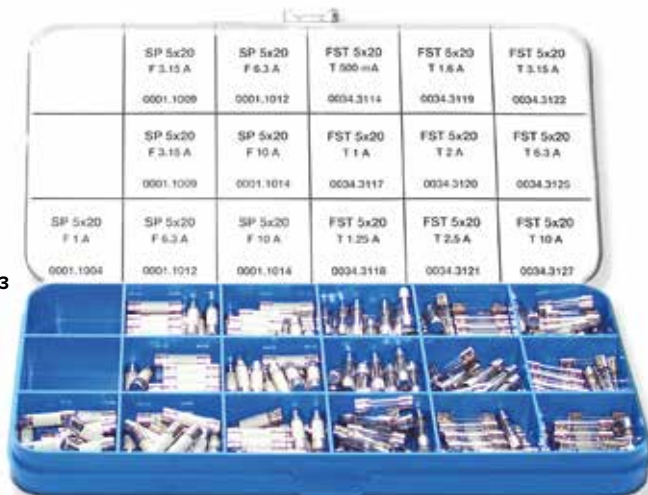 SP 5x20 SP 5x20 FST 5x20 FST 5x20 FST 5x20
F 3.15 A F 6.3 A T 500 mA T 1.6 A T 3.15 A
0001.1009 0001.1012 0034.3114 0034.3119 0034.3122
SP 5x20 SP 5x20 FST 5x20 FST 5x20 FST 5x20
F 3.15 A F 10 A T 1 A T 2 A T 6.3 A
0001.1009 0001.1014 0034.3117 0034.3120 0034.3125
SP 5x20 SP 5x20 SP 5x20 FST 5x20 FST 5x20 FST 5x20
F 1 A F 6.3 A F 10 A T 1.25 A T 2.5 A T 10 A
0001.1004 0001.1012 0001.1014 0034.3118 0034.3121 0034.3127
3